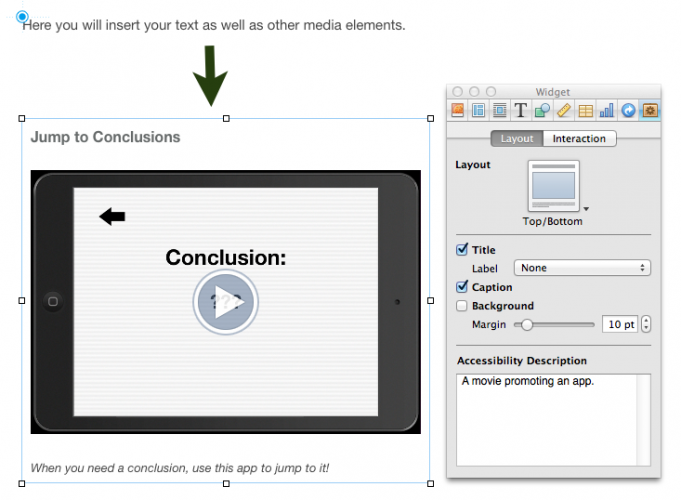 Here you will insert your text as well as other media elements.
Jump to Conclusions
Conclusion:
???
When you need a conclusion, use this app to jump to it!
Widget
T
Layout Interaction
Layout
Top/Bottom
Title
Label None
Caption
Background
Margin 10 pt
Accessibility Description
A movie promoting an app.